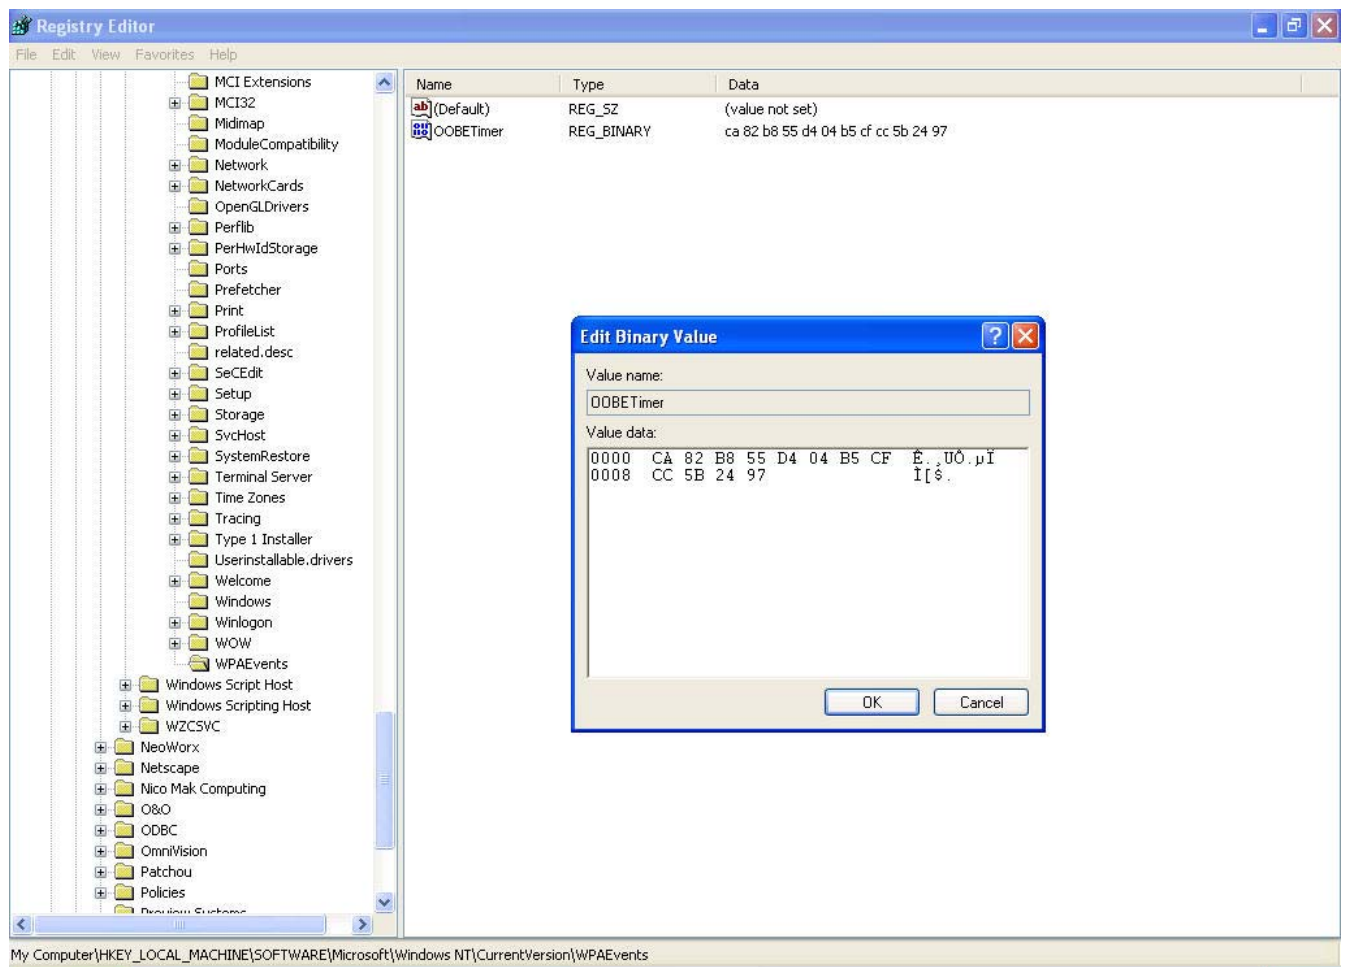 Registry Editor
File Edit View Favorites Help
MCI Extensions
MCI32
Midimap
ModuleCompatibility
Network
NetworkCards
OpenGLDrivers
Perflib
PerHwIdStorage
Ports
Prefetcher
Print
ProfileList
related.desc
SeCEdit
Setup
Storage
SvcHost
SystemRestore
Terminal Server
Time Zones
Tracing
Type 1 Installer
Userinstallable.drivers
Welcome
Windows
Winlogon
WOW
WPAEvents
Windows Script Host
Windows Scripting Host
WZCSVC
NeoWorx
Netscape
Nico Mak Computing
O&O
ODBC
OmniVision
Patchou
Policies
Preview Systems
Name Type Data
(Default) REG_SZ (value not set)
OOBETimer REG_BINARY ca 82 b8 55 d4 04 b5 cf cc 5b 24 97
Edit Binary Value
Value name:
OOBETimer
Value data:
0000 CA 82 B8 55 D4 04 B5 CF Ê.¸UÔ.µÏ
0008 CC 5B 24 97 Ì[$.
OK Cancel
My Computer\HKEY_LOCAL_MACHINE\SOFTWARE\Microsoft\Windows NT\CurrentVersion\WPAEvents